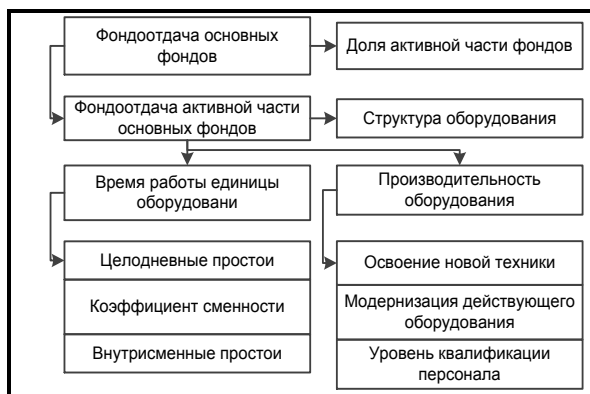 Фондоотдача основных
фондов
Доля активной части фондов
Фондоотдача активной части
основных фондов
Структура оборудования
Время работы единицы
оборудовани
Производительность
оборудования
Целодневные простои
Освоение новой техники
Коэффициент сменности
Модернизация действующего
оборудования
Внутрисменные простои
Уровень квалификации
персонала